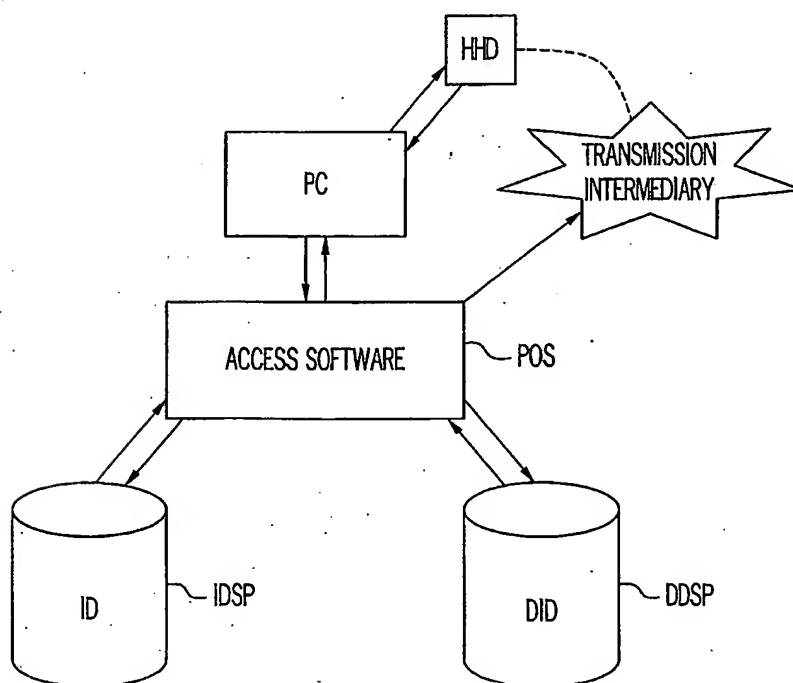 HHD
TRANSMISSION
INTERMEDIARY
PC
ACCESS SOFTWARE
POS
ID
IDSP
DID
DDSP